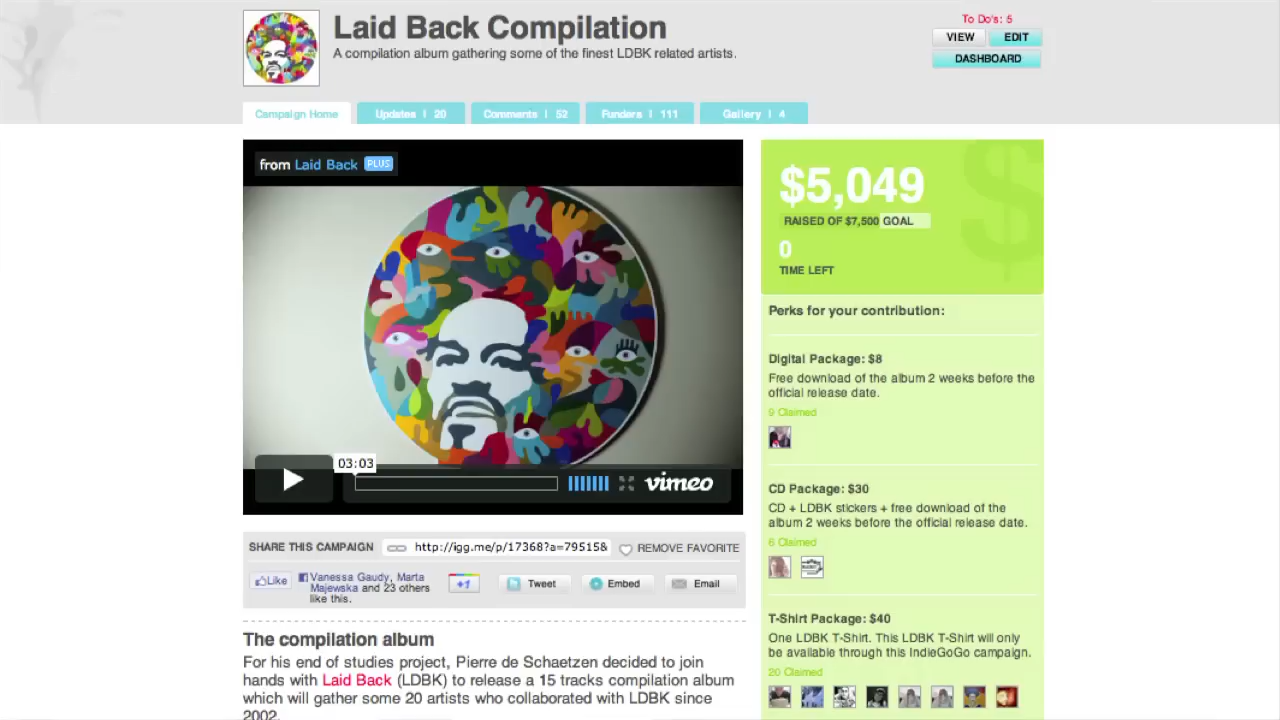 Laid Back Compilation
A compilation album gathering some of the finest LDBK related artists.
To Do's: 5
VIEW
EDIT
DASHBOARD
Campaign Home
Updates | 20
Comments | 52
Funders | 111
Gallery | 4
from Laid Back PLUS
03:03
vimeo
SHARE THIS CAMPAIGN
http://igg.me/p/17368?a=79515&
REMOVE FAVORITE
Like
Vanessa Gaudy, Marta
Majewska and 23 others
like this.
+1
Tweet
Embed
Email
The compilation album
For his end of studies project, Pierre de Schaetzen decided to join
hands with Laid Back (LDBK) to release a 15 tracks compilation album
which will gather some 20 artists who collaborated with LDBK since
2002.
$5,049
RAISED OF $7,500 GOAL
0
TIME LEFT
Perks for your contribution:
Digital Package: $8
Free download of the album 2 weeks before the
official release date.
9 Claimed
CD Package: $30
CD + LDBK stickers + free download of the
album 2 weeks before the official release date.
6 Claimed
T-Shirt Package: $40
One LDBK T-Shirt. This LDBK T-Shirt will only
be available through this IndieGoGo campaign.
20 Claimed